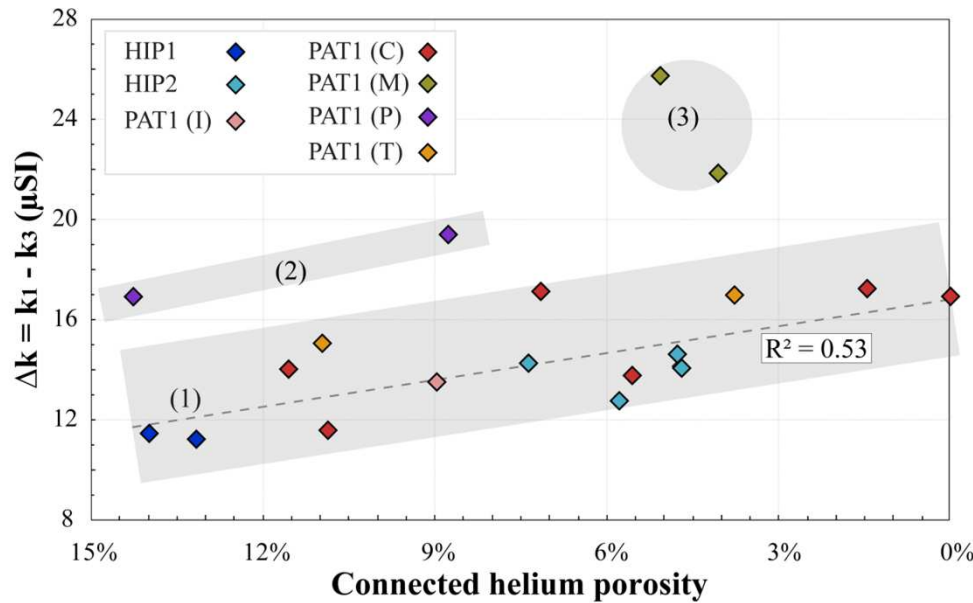 28
24
20
16
12
8
Δk = k₁ - k₃ (µSI)
HIP1
HIP2
PAT1 (I)
PAT1 (C)
PAT1 (M)
PAT1 (P)
PAT1 (T)
(3)
(2)
(1)
R² = 0.53
15% 12% 9% 6% 3% 0%
Connected helium porosity